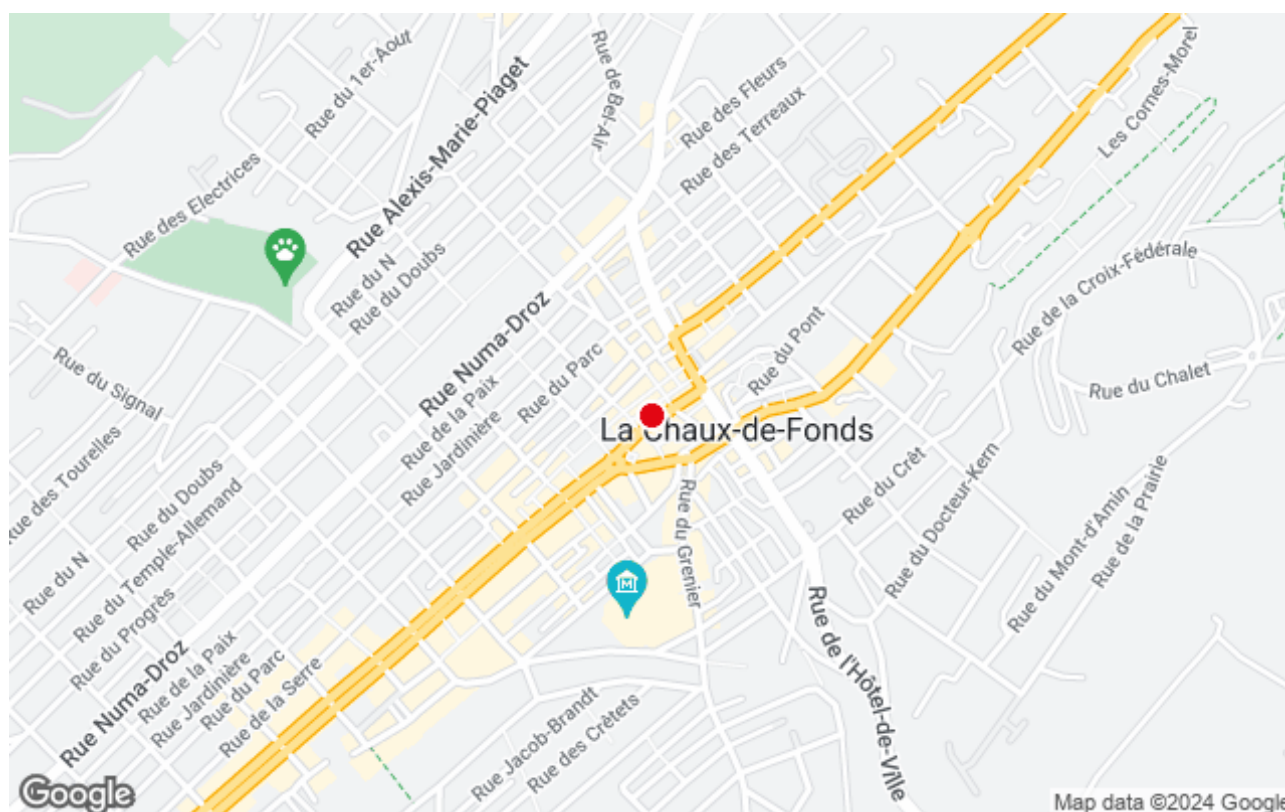 Rue du 1er-Aout
Rue de Bel-Air
Rue des Fleurs
Les Cornes-Morel
Rue Alexis-Marie-Piaget
Rue des Terreaux
Rue des Electrices
Rue du N
Rue du Doubs
Rue de la Croix-Fédérale
Rue Numa-Droz
Rue du Parc
Rue du Pont
Rue du Signal
Rue de la Paix
Rue du Chalet
Rue Jardinière
La Chaux-de-Fonds
Rue des Tourelles
Rue du Doubs
Rue du Crêt
Rue du Docteur-Kern
Rue du Grenier
Rue du Mont-d'Amin
Rue de la Prairie
Rue du N
Rue du Temple-Allemand
Rue du Progrès
M
Rue Numa-Droz
Rue de la Paix
Rue Jardinière
Rue du Parc
Rue de la Serre
Rue de l'Hôtel-de-Ville
Rue Jacob-Brandt
Rue des Crêtets
Google
Map data ©2024 Google